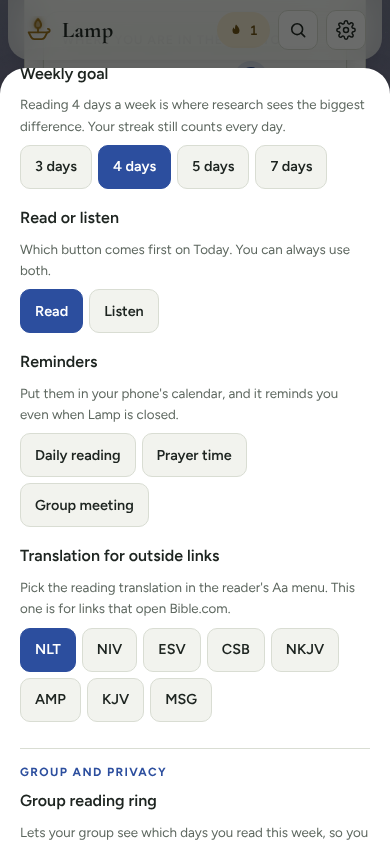 Lamp
1
Weekly goal
Reading 4 days a week is where research sees the biggest
difference. Your streak still counts every day.
3 days
4 days
5 days
7 days
Read or listen
Which button comes first on Today. You can always use
both.
Read
Listen
Reminders
Put them in your phone's calendar, and it reminds you
even when Lamp is closed.
Daily reading
Prayer time
Group meeting
Translation for outside links
Pick the reading translation in the reader's Aa menu. This
one is for links that open Bible.com.
NLT
NIV
ESV
CSB
NKJV
AMP
KJV
MSG
GROUP AND PRIVACY
Group reading ring
Lets your group see which days you read this week, so you